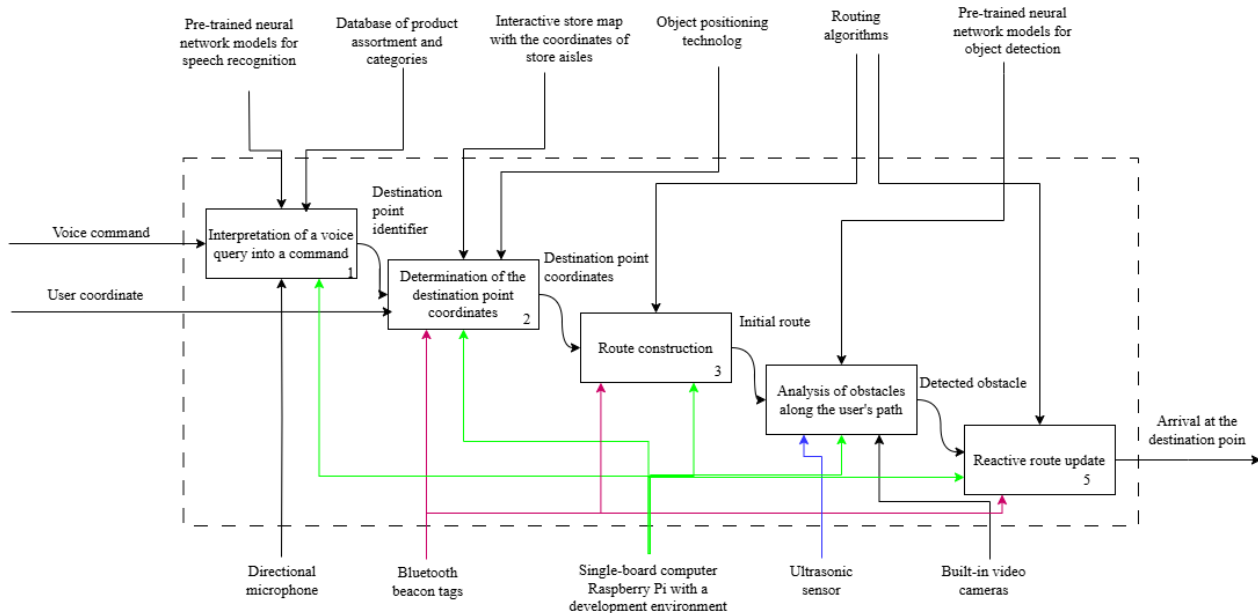 Pre-trained neural
network models for
speech recognition
Database of product
assortment and
categories
Interactive store map
with the coordinates of
store aisles
Object positioning
technolog
Routing
algorithms
Pre-trained neural
network models for
object detection
Voice command
User coordinate
Interpretation of a voice
query into a command
1
Destination
point
identifier
Determination of the
destination point
coordinates
2
Destination point
coordinates
Route construction
3
Initial route
Analysis of obstacles
along the user's path
Detected obstacle
Reactive route update
5
Arrival at the
destination poin
Directional
microphone
Bluetooth
beacon tags
Single-board computer
Raspberry Pi with a
development environment
Ultrasonic
sensor
Built-in video
cameras